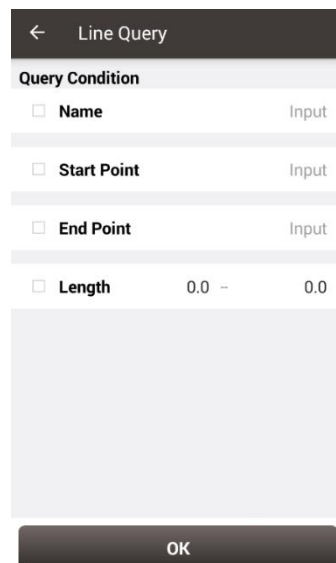 Line Query
Query Condition
Name Input
Start Point Input
End Point Input
Length 0.0 -- 0.0
OK